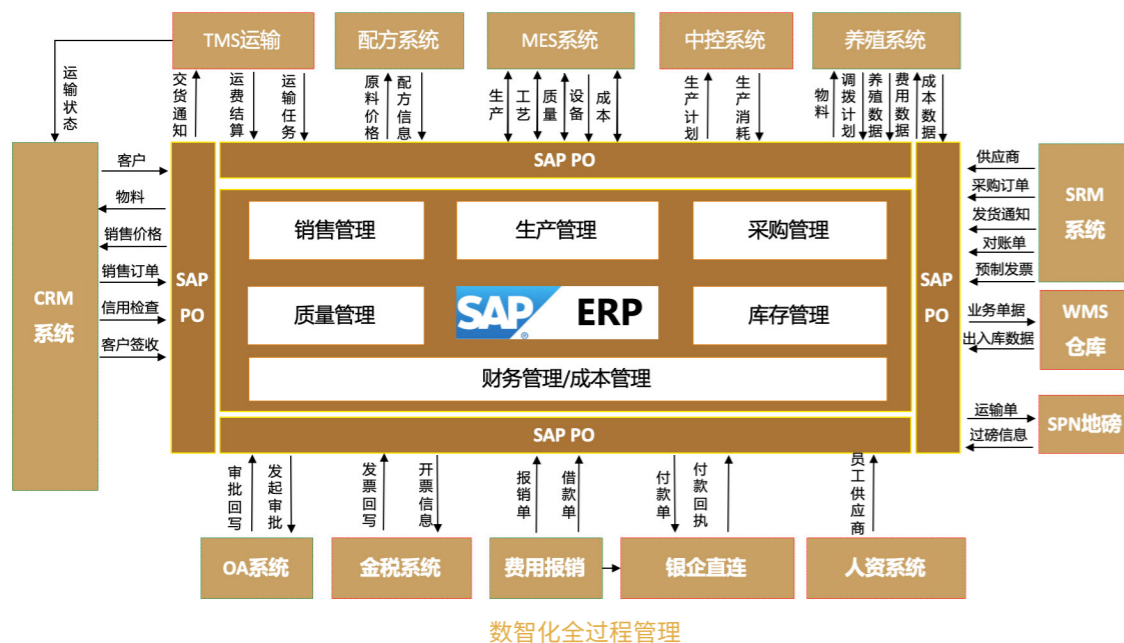 TMS运输
配方系统
MES系统
中控系统
养殖系统
运输状态
交货通知
运费结算
运输任务
原料价格
配方信息
生产
工艺
质量
设备
成本
生产计划
生产消耗
物料
调拨计划
养殖数据
费用数据
成本数据
CRM
系统
客户
物料
销售价格
销售订单
信用检查
客户签收
SAP
PO
SAP PO
销售管理
生产管理
采购管理
质量管理
SAP
®
ERP
库存管理
财务管理/成本管理
SAP PO
SAP
PO
供应商
采购订单
发货通知
对账单
预制发票
业务单据
出入库数据
运输单
过磅信息
SRM
系统
WMS
仓库
SPN地磅
审批回写
发起审批
发票回写
开票信息
报销单
借款单
付款单
付款回执
员工供应商
OA系统
金税系统
费用报销
银企直连
人资系统
数智化全过程管理